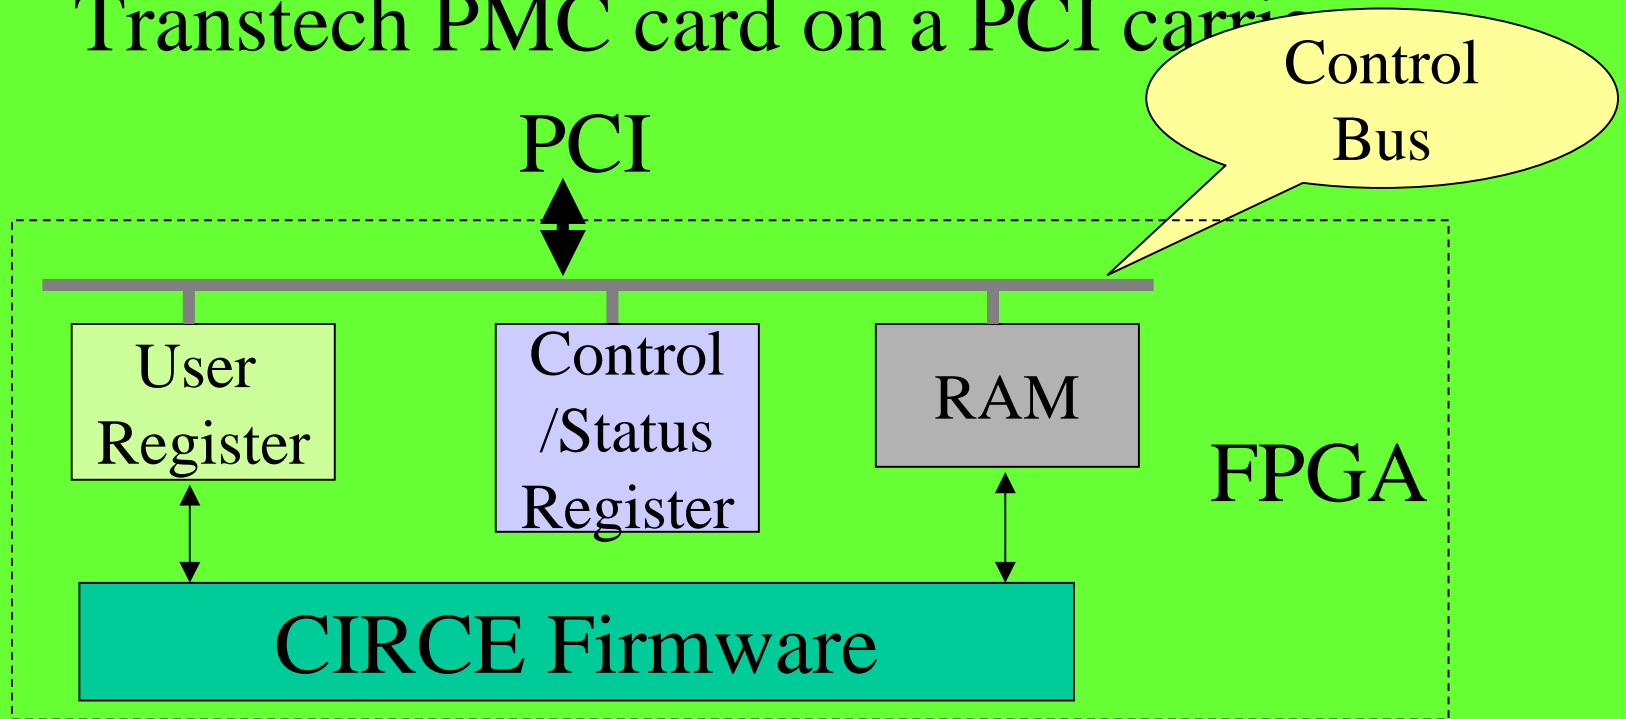 Transtech PMC card on a PCI
Control
Bus
PCI
User
Register
Control
/Status
Register
RAM
FPGA
CIRCE Firmware